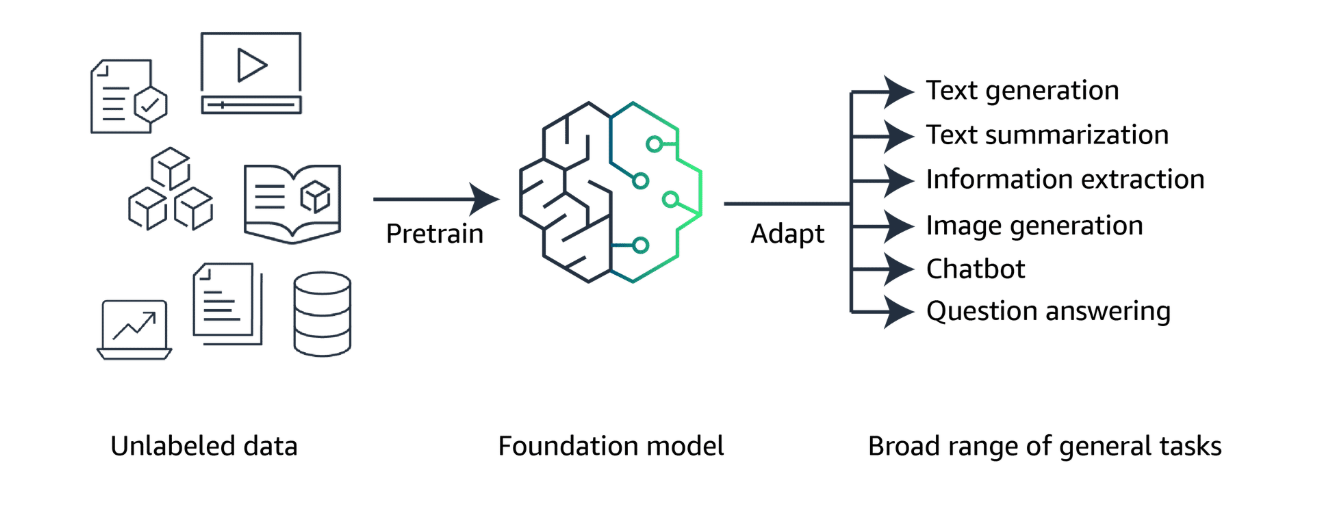 Pretrain
Adapt
Text generation
Text summarization
Information extraction
Image generation
Chatbot
Question answering
Unlabeled data
Foundation model
Broad range of general tasks